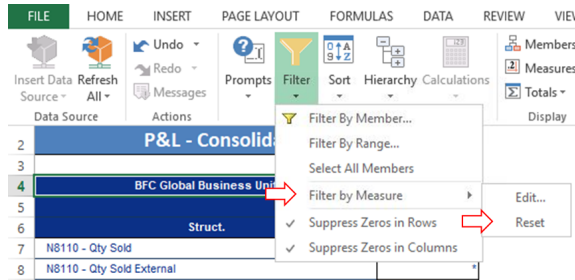 FILE HOME INSERT PAGE LAYOUT FORMULAS DATA REVIEW VIE
Insert Data Source
Refresh All
Data Source
Undo
Redo
Messages
Actions
Prompts
Filter
Sort
Hierarchy
Calculations
Members
Measures
Totals
Display
Filter By Member...
Filter By Range...
Select All Members
Filter by Measure
Suppress Zeros in Rows
Suppress Zeros in Columns
Edit...
Reset
2 P&L - Consolida
3
4 BFC Global Business Uni
5
6 Struct.
7 N8110 - Qty Sold
8 N8110 - Qty Sold External *